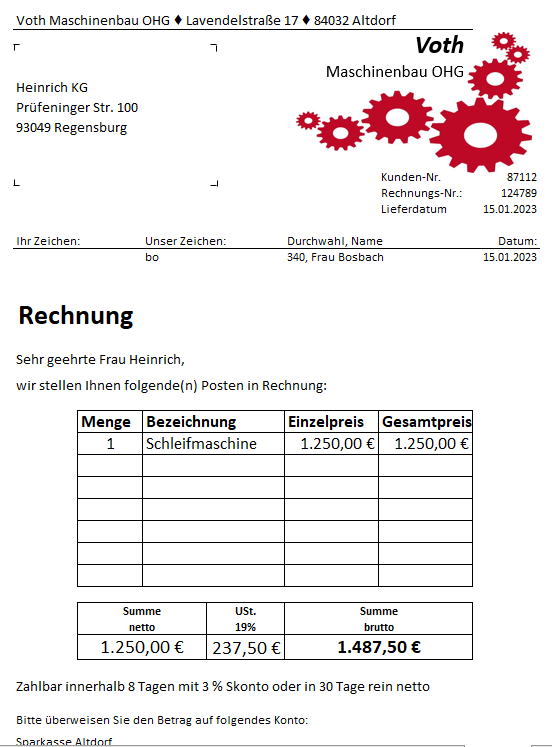 Voth Maschinenbau OHG ♦ Lavendelstraße 17 ♦ 84032 Altdorf
Voth
Maschinenbau OHG
Heinrich KG
Prüfeninger Str. 100
93049 Regensburg
Kunden-Nr. 87112
Rechnungs-Nr.: 124789
Lieferdatum 15.01.2023
Ihr Zeichen: Unser Zeichen: Durchwahl, Name Datum:
bo 340, Frau Bosbach 15.01.2023
Rechnung
Sehr geehrte Frau Heinrich,
wir stellen Ihnen folgende(n) Posten in Rechnung:
Menge Bezeichnung Einzelpreis Gesamtpreis
1 Schleifmaschine 1.250,00 € 1.250,00 €
Summe USt. Summe
netto 19% brutto
1.250,00 € 237,50 € 1.487,50 €
Zahlbar innerhalb 8 Tagen mit 3 % Skonto oder in 30 Tage rein netto
Bitte überweisen Sie den Betrag auf folgendes Konto:
Sparkasse Altdorf